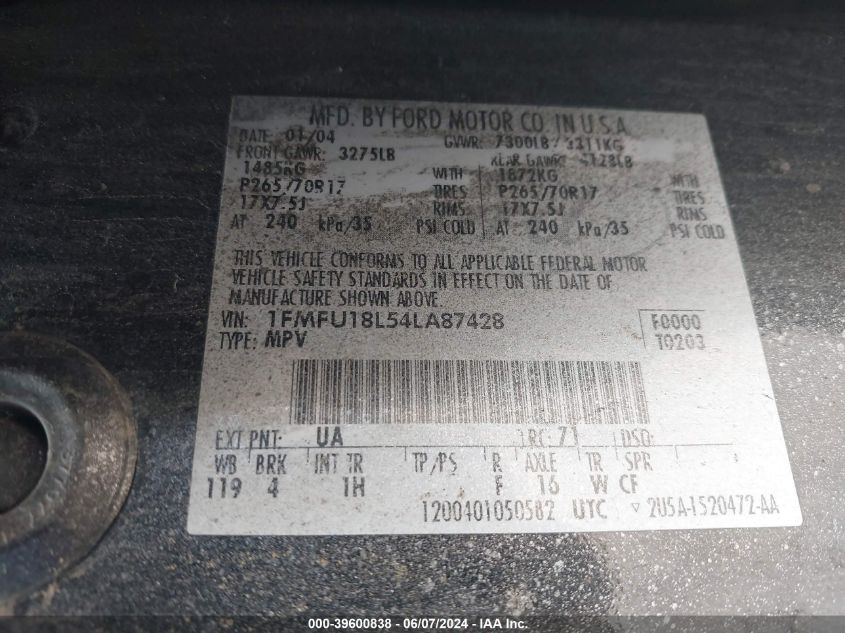 MFD. BY FORD MOTOR CO. IN U.S.A.
DATE: 01/04 GVWR: 7300LB / 3311KG
FRONT GAWR: 3275LB REAR GAWR: 4128LB
1485KG WITH 1872KG WITH
P265/70R17 TIRES P265/70R17 TIRES
17X7.5J RIMS 17X7.5J RIMS
AT 240 kPa/35 PSI COLD AT 240 kPa/35 PSI COLD
THIS VEHICLE CONFORMS TO ALL APPLICABLE FEDERAL MOTOR
VEHICLE SAFETY STANDARDS IN EFFECT ON THE DATE OF
MANUFACTURE SHOWN ABOVE.
VIN: 1FMFU18L54LA87428 F0000
TYPE: MPV T0203
EXT PNT: UA RC: 71 DSO:
WB BRK INT TR TP/PS R AXLE TR SPR
119 4 1H F 16 W CF
1200401050582 UTC ▿ 2U5A-1520472-AA
000-39600838 - 06/07/2024 - IAA Inc.